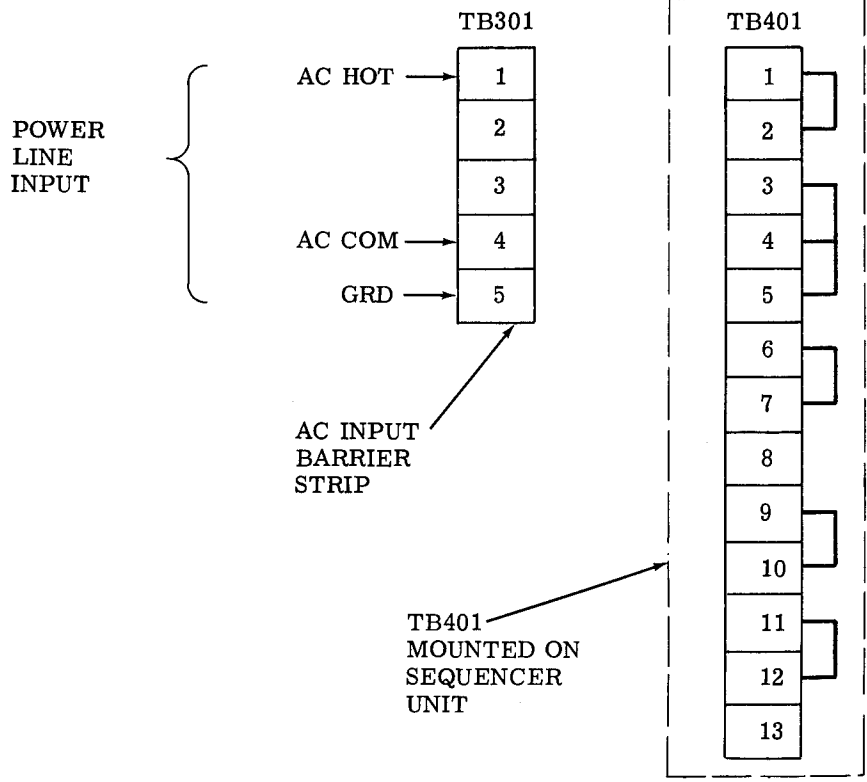 TB301
TB401
POWER
LINE
INPUT
AC HOT
AC COM
GRD
1
2
3
4
5
AC INPUT
BARRIER
STRIP
1
2
3
4
5
6
7
8
9
10
11
12
13
TB401
MOUNTED ON
SEQUENCER
UNIT